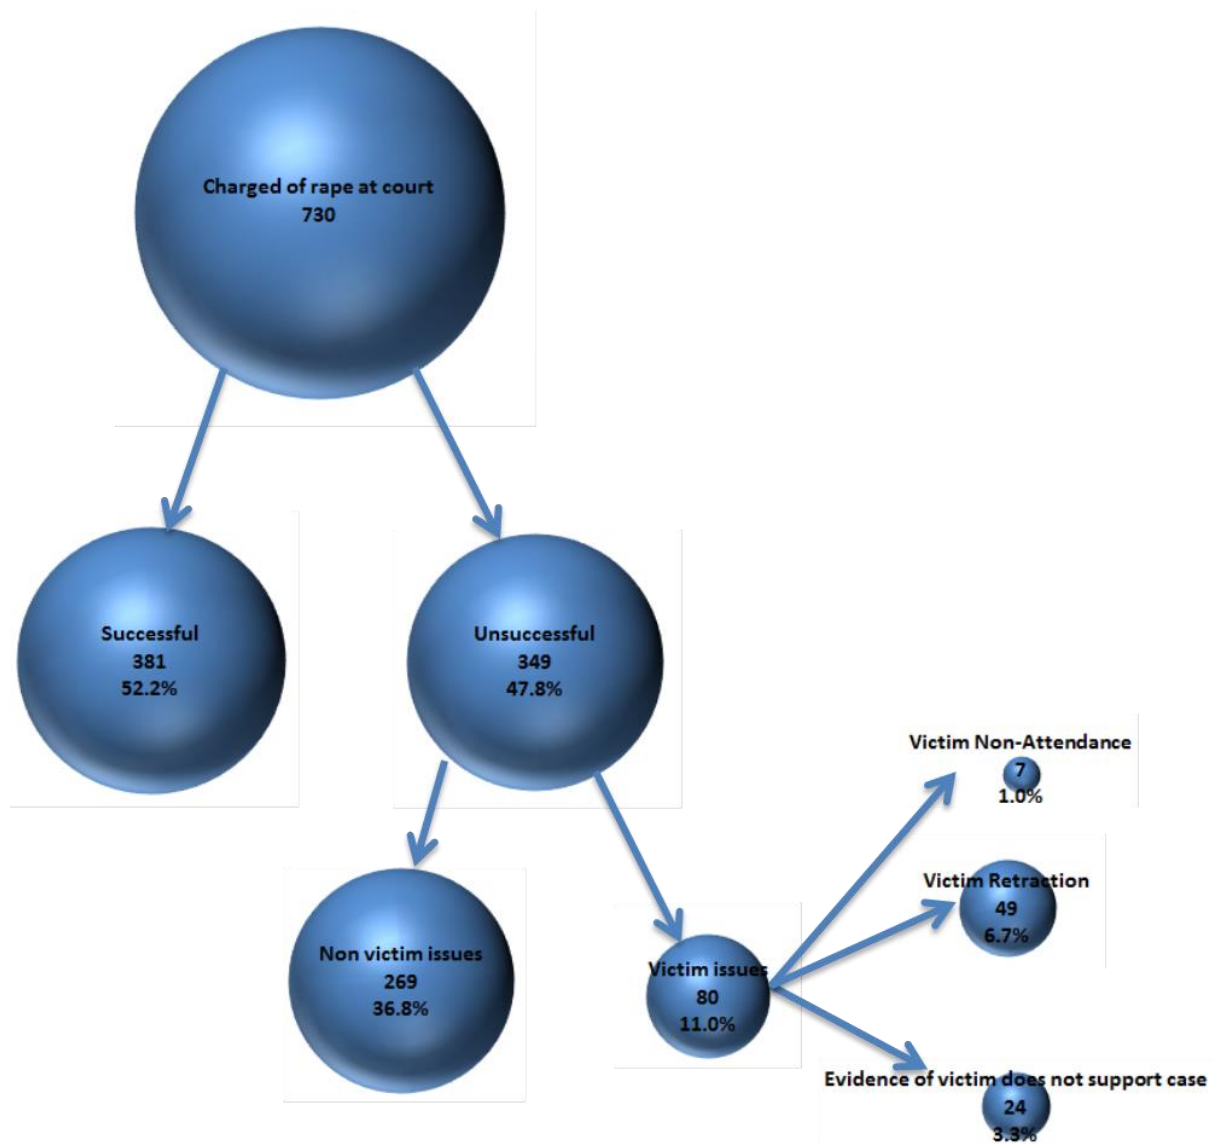 Charged of rape at court
730
Successful
381
52.2%
Unsuccessful
349
47.8%
Non victim issues
269
36.8%
Victim issues
80
11.0%
Victim Non-Attendance
7
1.0%
Victim Retraction
49
6.7%
Evidence of victim does not support case
24
3.3%